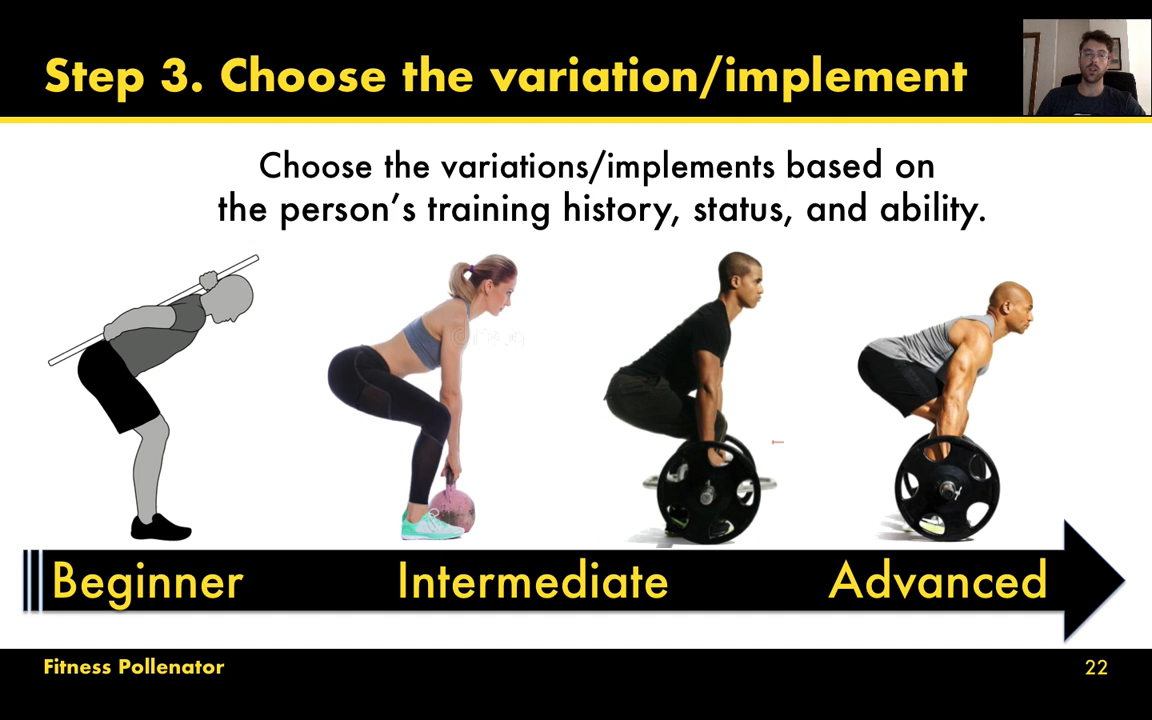 Step 3. Choose the variation/implement
Choose the variations/implements based on
the person’s training history, status, and ability.
Beginner Intermediate Advanced
Fitness Pollenator
22